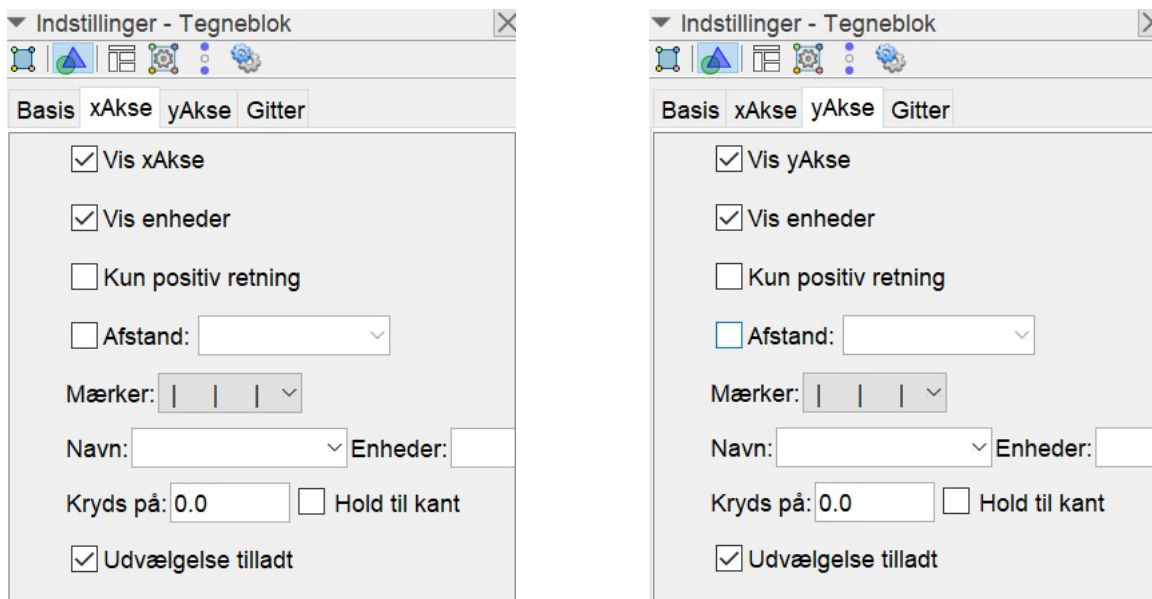 Indstillinger - Tegneblok
Basis xAkse yAkse Gitter
Vis xAkse
Vis enheder
Kun positiv retning
Afstand:
Mærker: | | |
Navn: Enheder:
Kryds på: 0.0 Hold til kant
Udvælgelse tilladt
Indstillinger - Tegneblok
Basis xAkse yAkse Gitter
Vis yAkse
Vis enheder
Kun positiv retning
Afstand:
Mærker: | | |
Navn: Enheder:
Kryds på: 0.0 Hold til kant
Udvælgelse tilladt